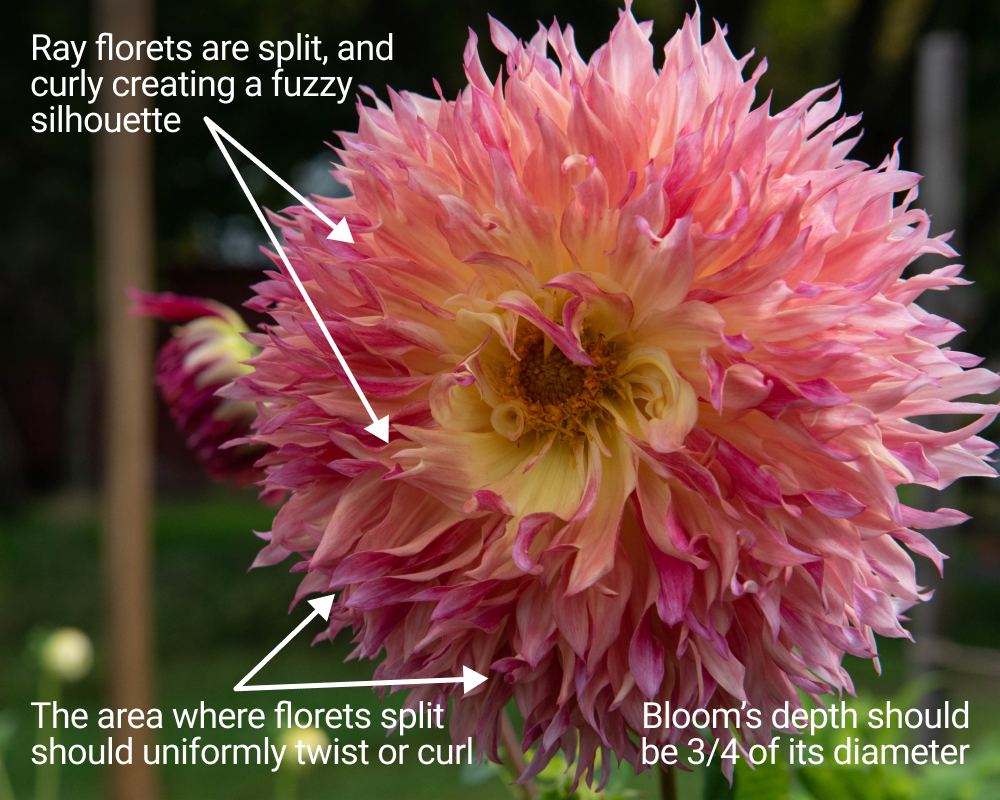 Ray florets are split, and
curly creating a fuzzy
silhouette
The area where florets split
should uniformly twist or curl
Bloom's depth should
be 3/4 of its diameter